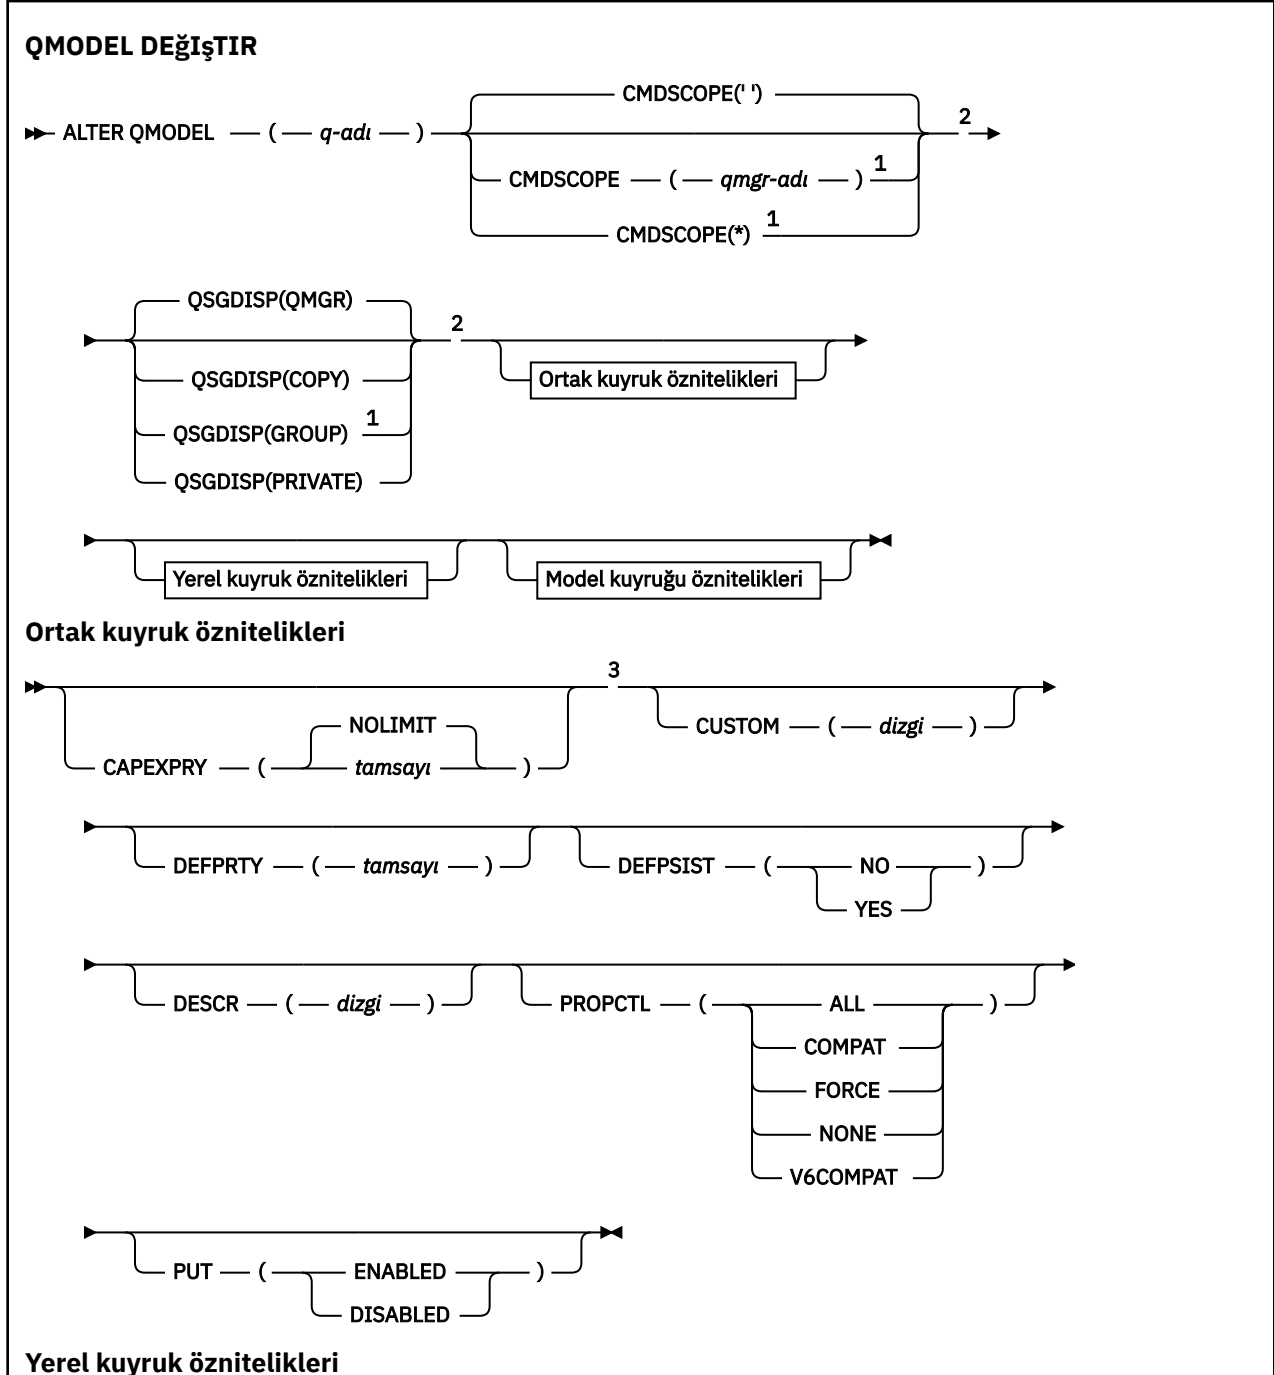 QMODEL DEğIşTIR
CMDSCOPE(' ')
ALTER QMODEL ( q-adı ) 2
CMDSCOPE ( qmgr-adı ) 1
CMDSCOPE(*) 1
QSGDISP(QMGR)
2
QSGDISP(COPY) Ortak kuyruk öznitelikleri
QSGDISP(GROUP) 1
QSGDISP(PRIVATE)
Yerel kuyruk öznitelikleri Model kuyruğu öznitelikleri
Ortak kuyruk öznitelikleri
3
NOLIMIT CUSTOM ( dizgi )
CAPEXPRY ( tamsayı )
DEFPRTY ( tamsayı ) DEFPSIST ( NO )
YES
DESCR ( dizgi ) PROPCTL ( ALL )
COMPAT
FORCE
NONE
V6COMPAT
PUT ( ENABLED )
DISABLED
Yerel kuyruk öznitelikleri